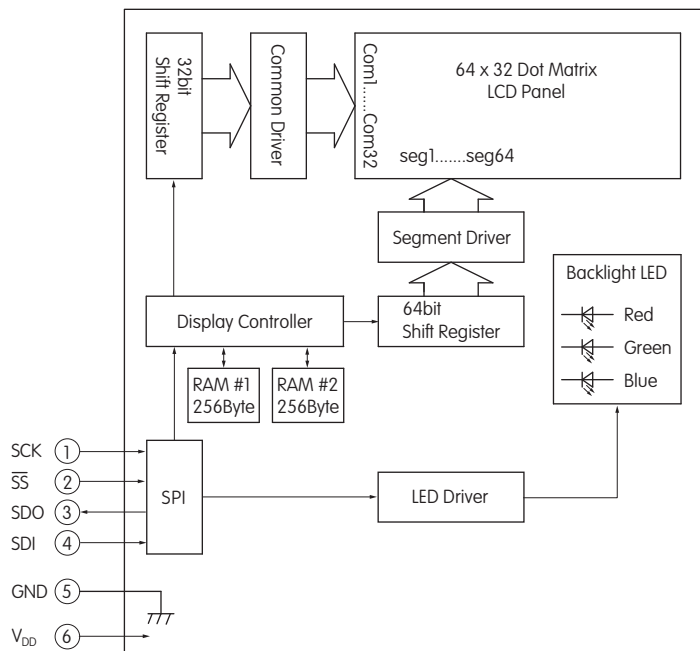 32bit
Shift Register
Common Driver
Com1......Com32
64 x 32 Dot Matrix
LCD Panel
seg1.......seg64
Segment Driver
Display Controller
64bit
Shift Register
Backlight LED
Red
Green
Blue
RAM #1
256Byte
RAM #2
256Byte
SCK 1
S̅S̅ 2
SDO 3
SDI 4
SPI
LED Driver
GND 5
VDD 6